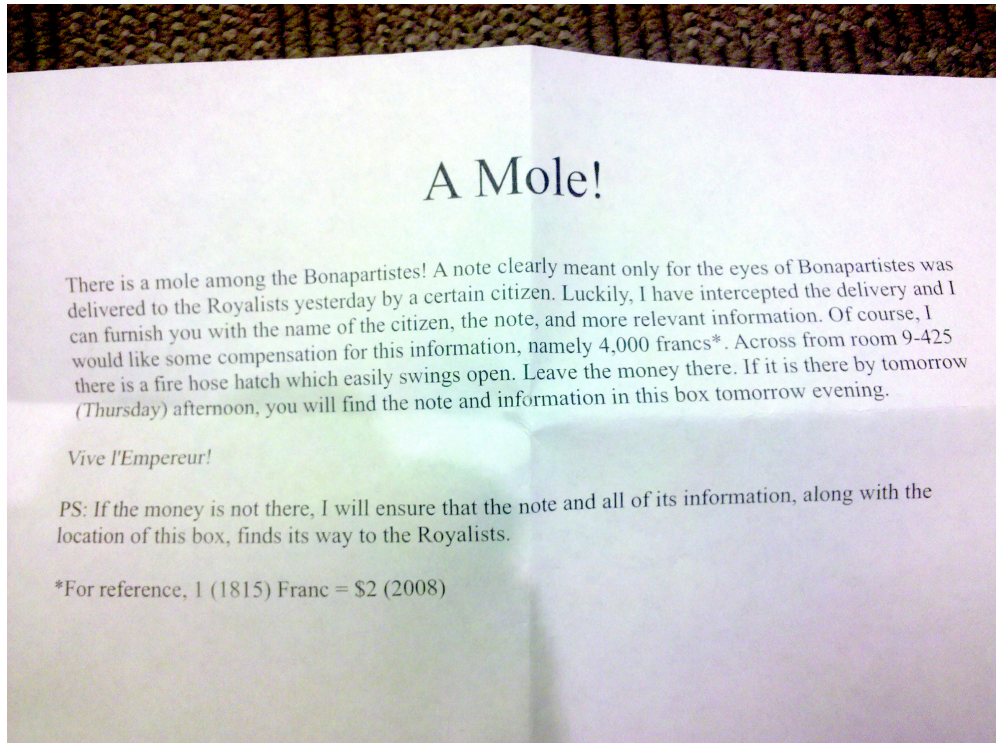 A Mole!
There is a mole among the Bonapartistes! A note clearly meant only for the eyes of Bonapartistes was
delivered to the Royalists yesterday by a certain citizen. Luckily, I have intercepted the delivery and I
can furnish you with the name of the citizen, the note, and more relevant information. Of course, I
would like some compensation for this information, namely 4,000 francs*. Across from room 9-425
there is a fire hose hatch which easily swings open. Leave the money there. If it is there by tomorrow
(Thursday) afternoon, you will find the note and information in this box tomorrow evening.
Vive l'Empereur!
PS: If the money is not there, I will ensure that the note and all of its information, along with the
location of this box, finds its way to the Royalists.
*For reference, 1 (1815) Franc = $2 (2008)